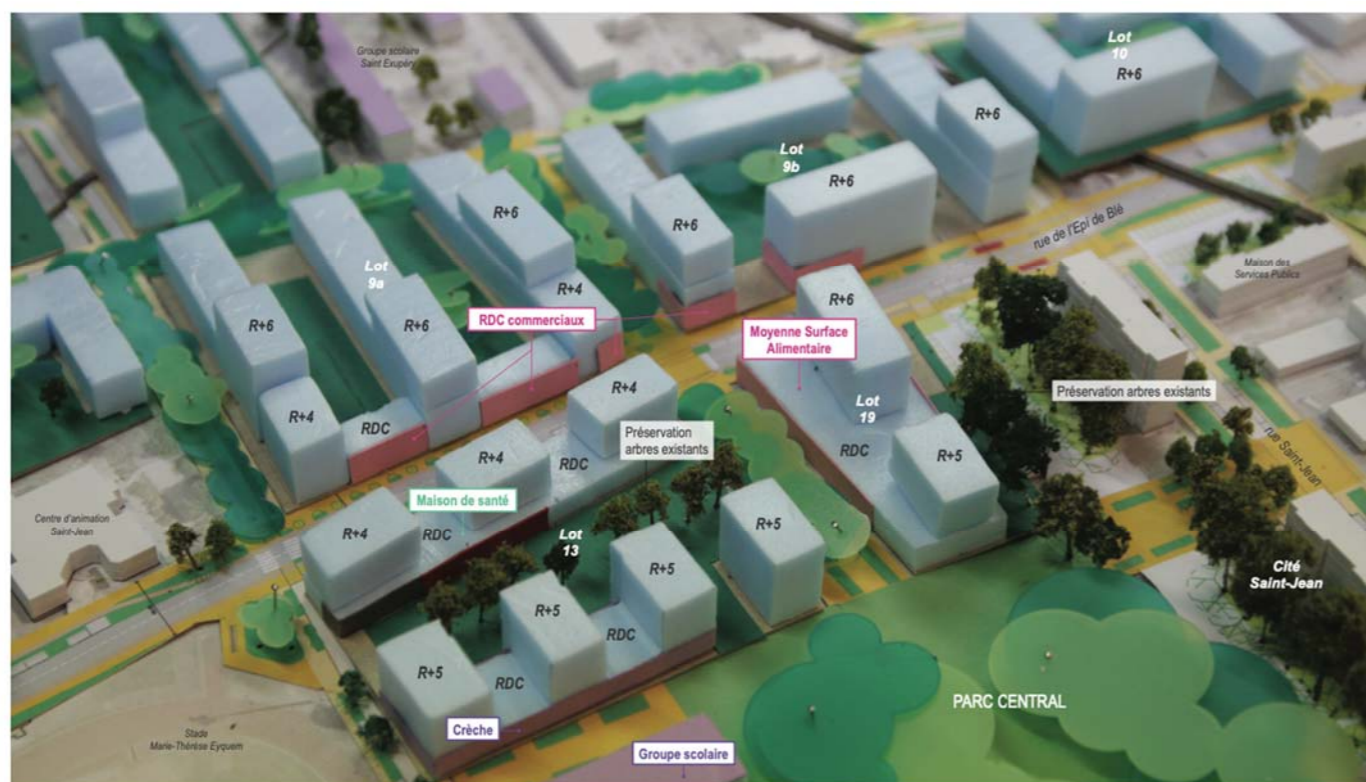 Groupe scolaire
Saint Exupéry
Lot
10
R+6
R+6
Lot
9b
R+6
R+6
R+6
rue de l'Epi de Blé
Maison des
Services Publics
Lot
9a
R+4
R+6
R+6
RDC commerciaux
R+6
Moyenne Surface
Alimentaire
Préservation arbres existants
R+4
RDC
R+4
Lot
19
Préservation
arbres existants
R+4
RDC
RDC
R+5
rue Saint-Jean
Maison de santé
Centre d'animation
Saint-Jean
R+4
RDC
Lot
13
R+5
R+5
Cité
Saint-Jean
R+5
RDC
R+5
RDC
PARC CENTRAL
Crèche
Stade
Marie-Thérèse Eyquem
Groupe scolaire